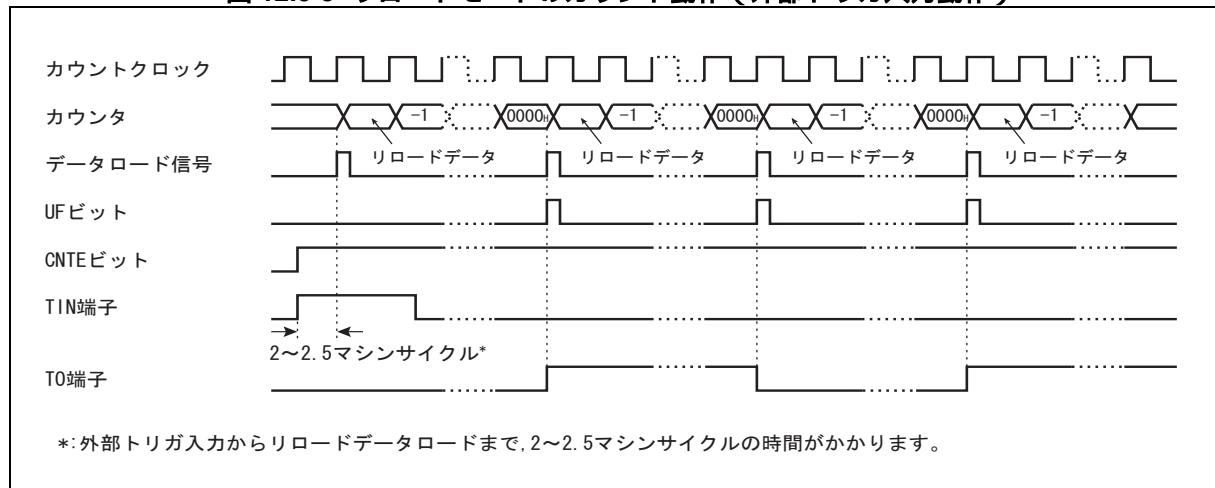 カウントクロック
カウンタ
-1
0000H
-1
0000H
-1
0000H
-1
リロードデータ リロードデータ リロードデータ リロードデータ
データロード信号
UFビット
CNTEビット
TIN端子
2~2.5マシンサイクル*
TO端子
*:外部トリガ入力からリロードデータロードまで,2~2.5マシンサイクルの時間がかかります。